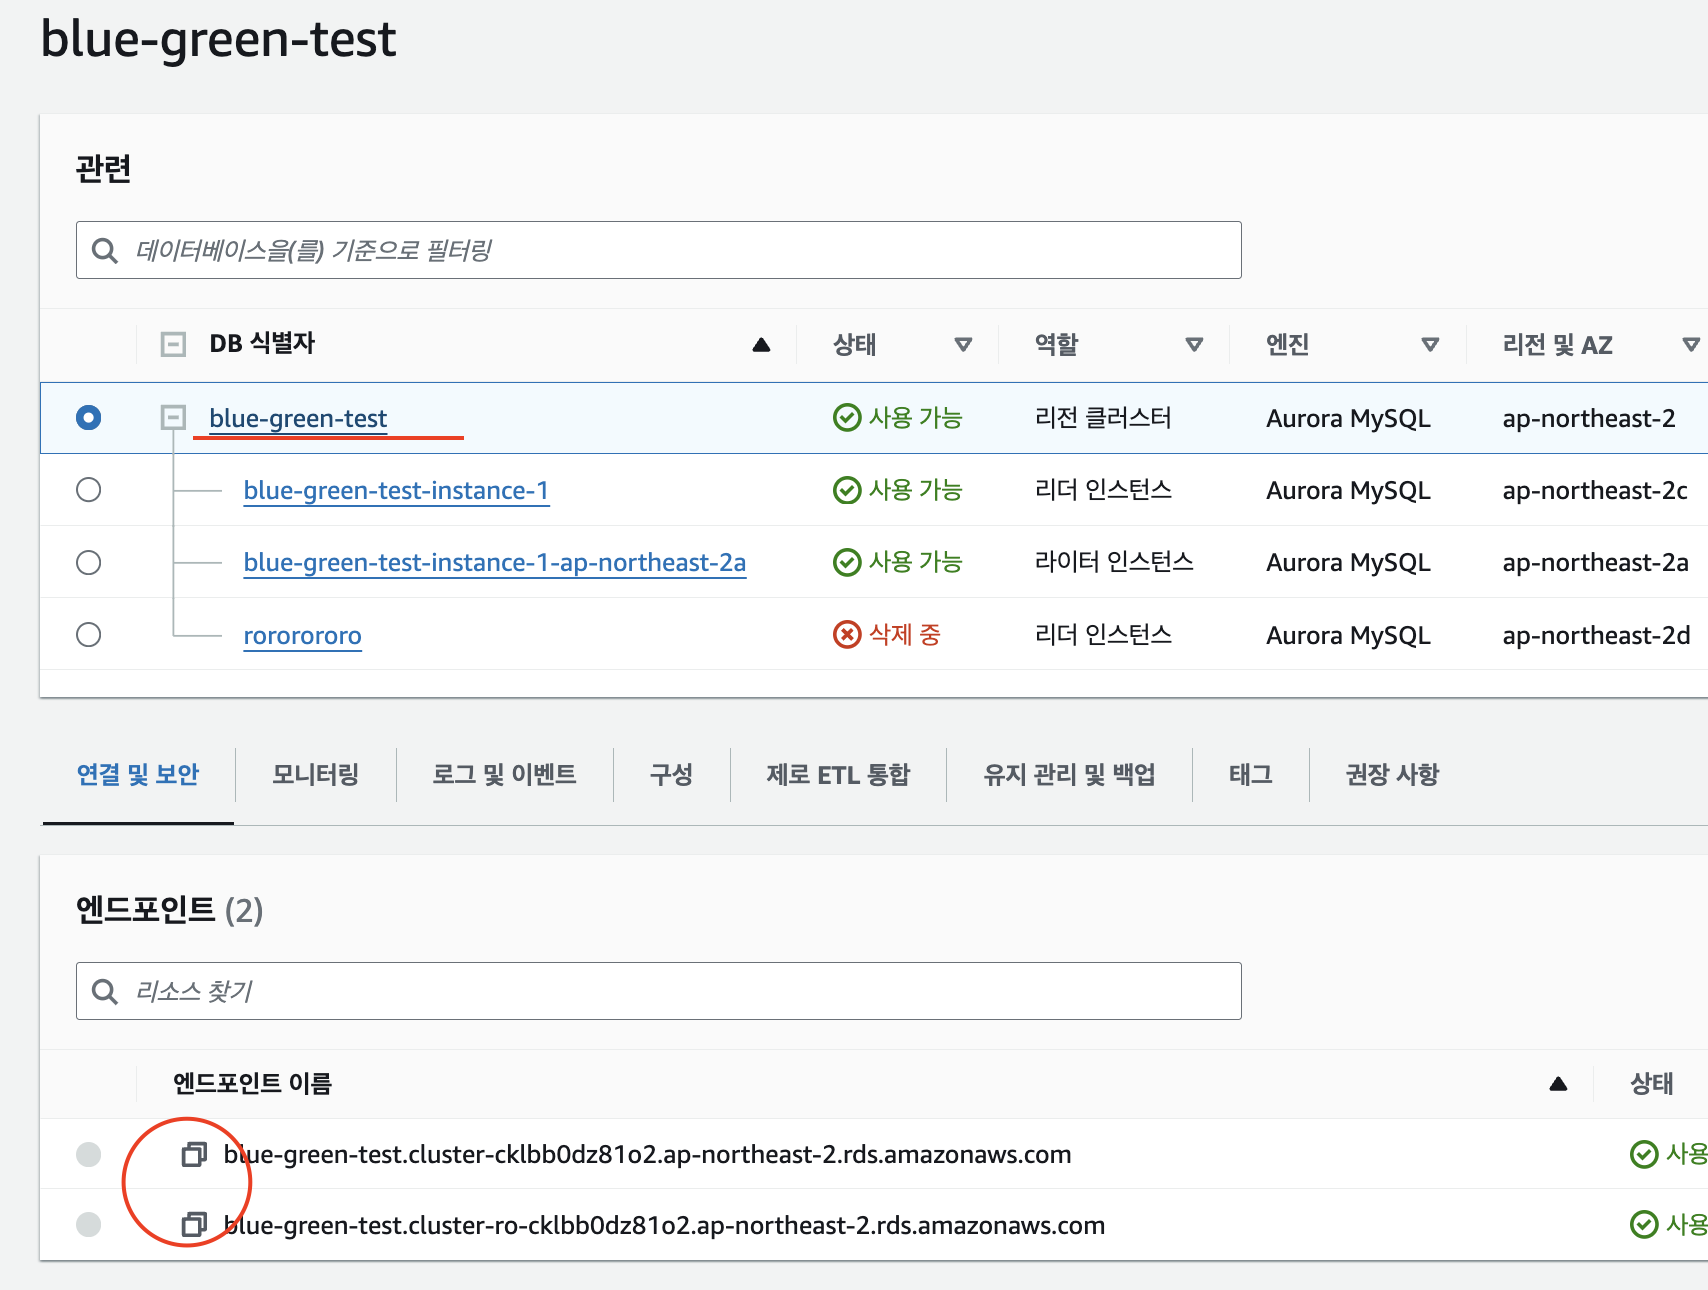 blue-green-test
관련
데이터베이스을(를) 기준으로 필터링
DB 식별자 상태 역할 엔진 리전 및 AZ
blue-green-test 사용 가능 리전 클러스터 Aurora MySQL ap-northeast-2
blue-green-test-instance-1 사용 가능 리더 인스턴스 Aurora MySQL ap-northeast-2c
blue-green-test-instance-1-ap-northeast-2a 사용 가능 라이터 인스턴스 Aurora MySQL ap-northeast-2a
rororororo 삭제 중 리더 인스턴스 Aurora MySQL ap-northeast-2d
연결 및 보안 모니터링 로그 및 이벤트 구성 제로 ETL 통합 유지 관리 및 백업 태그 권장 사항
엔드포인트 (2)
리소스 찾기
엔드포인트 이름 상태
blue-green-test.cluster-cklbb0dz81o2.ap-northeast-2.rds.amazonaws.com 사용
blue-green-test.cluster-ro-cklbb0dz81o2.ap-northeast-2.rds.amazonaws.com 사용